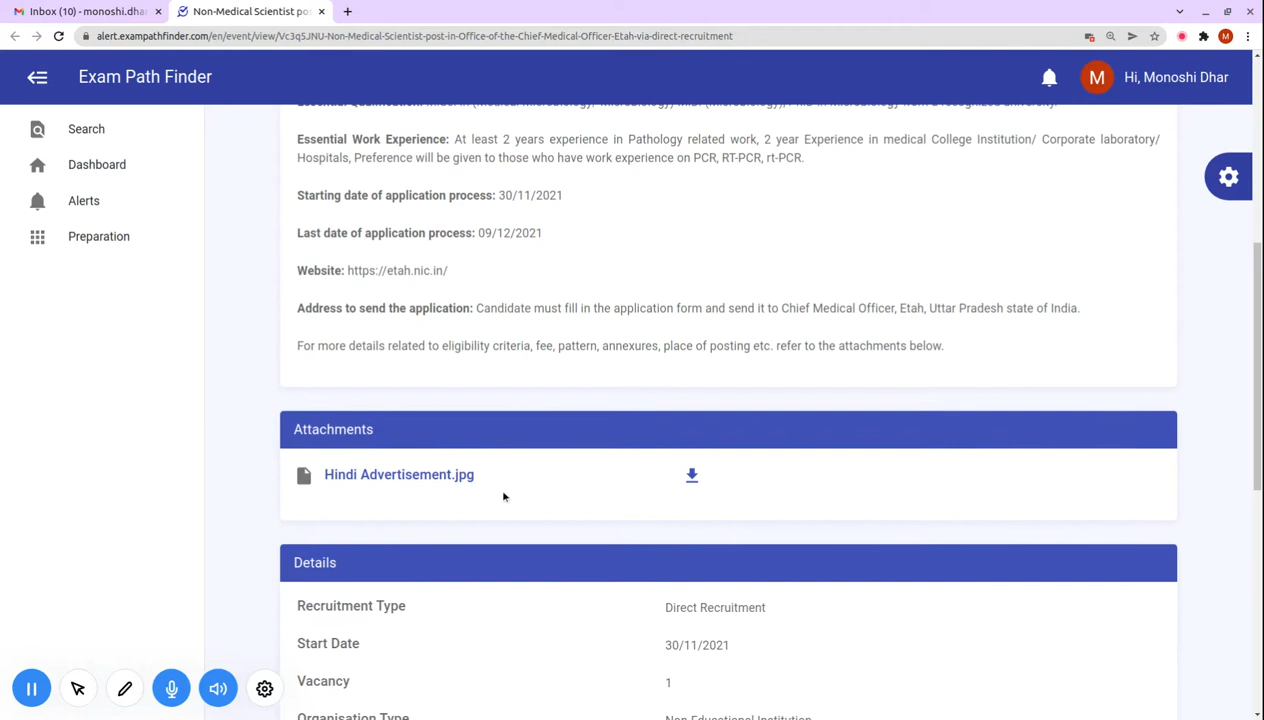 Inbox (10) - monoshi.dha
Non-Medical Scientist po
alert.exampathfinder.com/en/event/view/Vc3q5JNU-Non-Medical-Scientist-post-in-Office-of-the-Chief-Medical-Officer-Etah-via-direct-recruitment
M
Exam Path Finder
M Hi, Monoshi Dhar
Search
Dashboard
Alerts
Preparation
Essential Work Experience: At least 2 years experience in Pathology related work, 2 year Experience in medical College Institution/ Corporate laboratory/
Hospitals, Preference will be given to those who have work experience on PCR, RT-PCR, rt-PCR.
Starting date of application process: 30/11/2021
Last date of application process: 09/12/2021
Website: https://etah.nic.in/
Address to send the application: Candidate must fill in the application form and send it to Chief Medical Officer, Etah, Uttar Pradesh state of India.
For more details related to eligibility criteria, fee, pattern, annexures, place of posting etc. refer to the attachments below.
Attachments
Hindi Advertisement.jpg
Details
Recruitment Type Direct Recruitment
Start Date 30/11/2021
Vacancy 1
Organisation Type Non Educational Institution